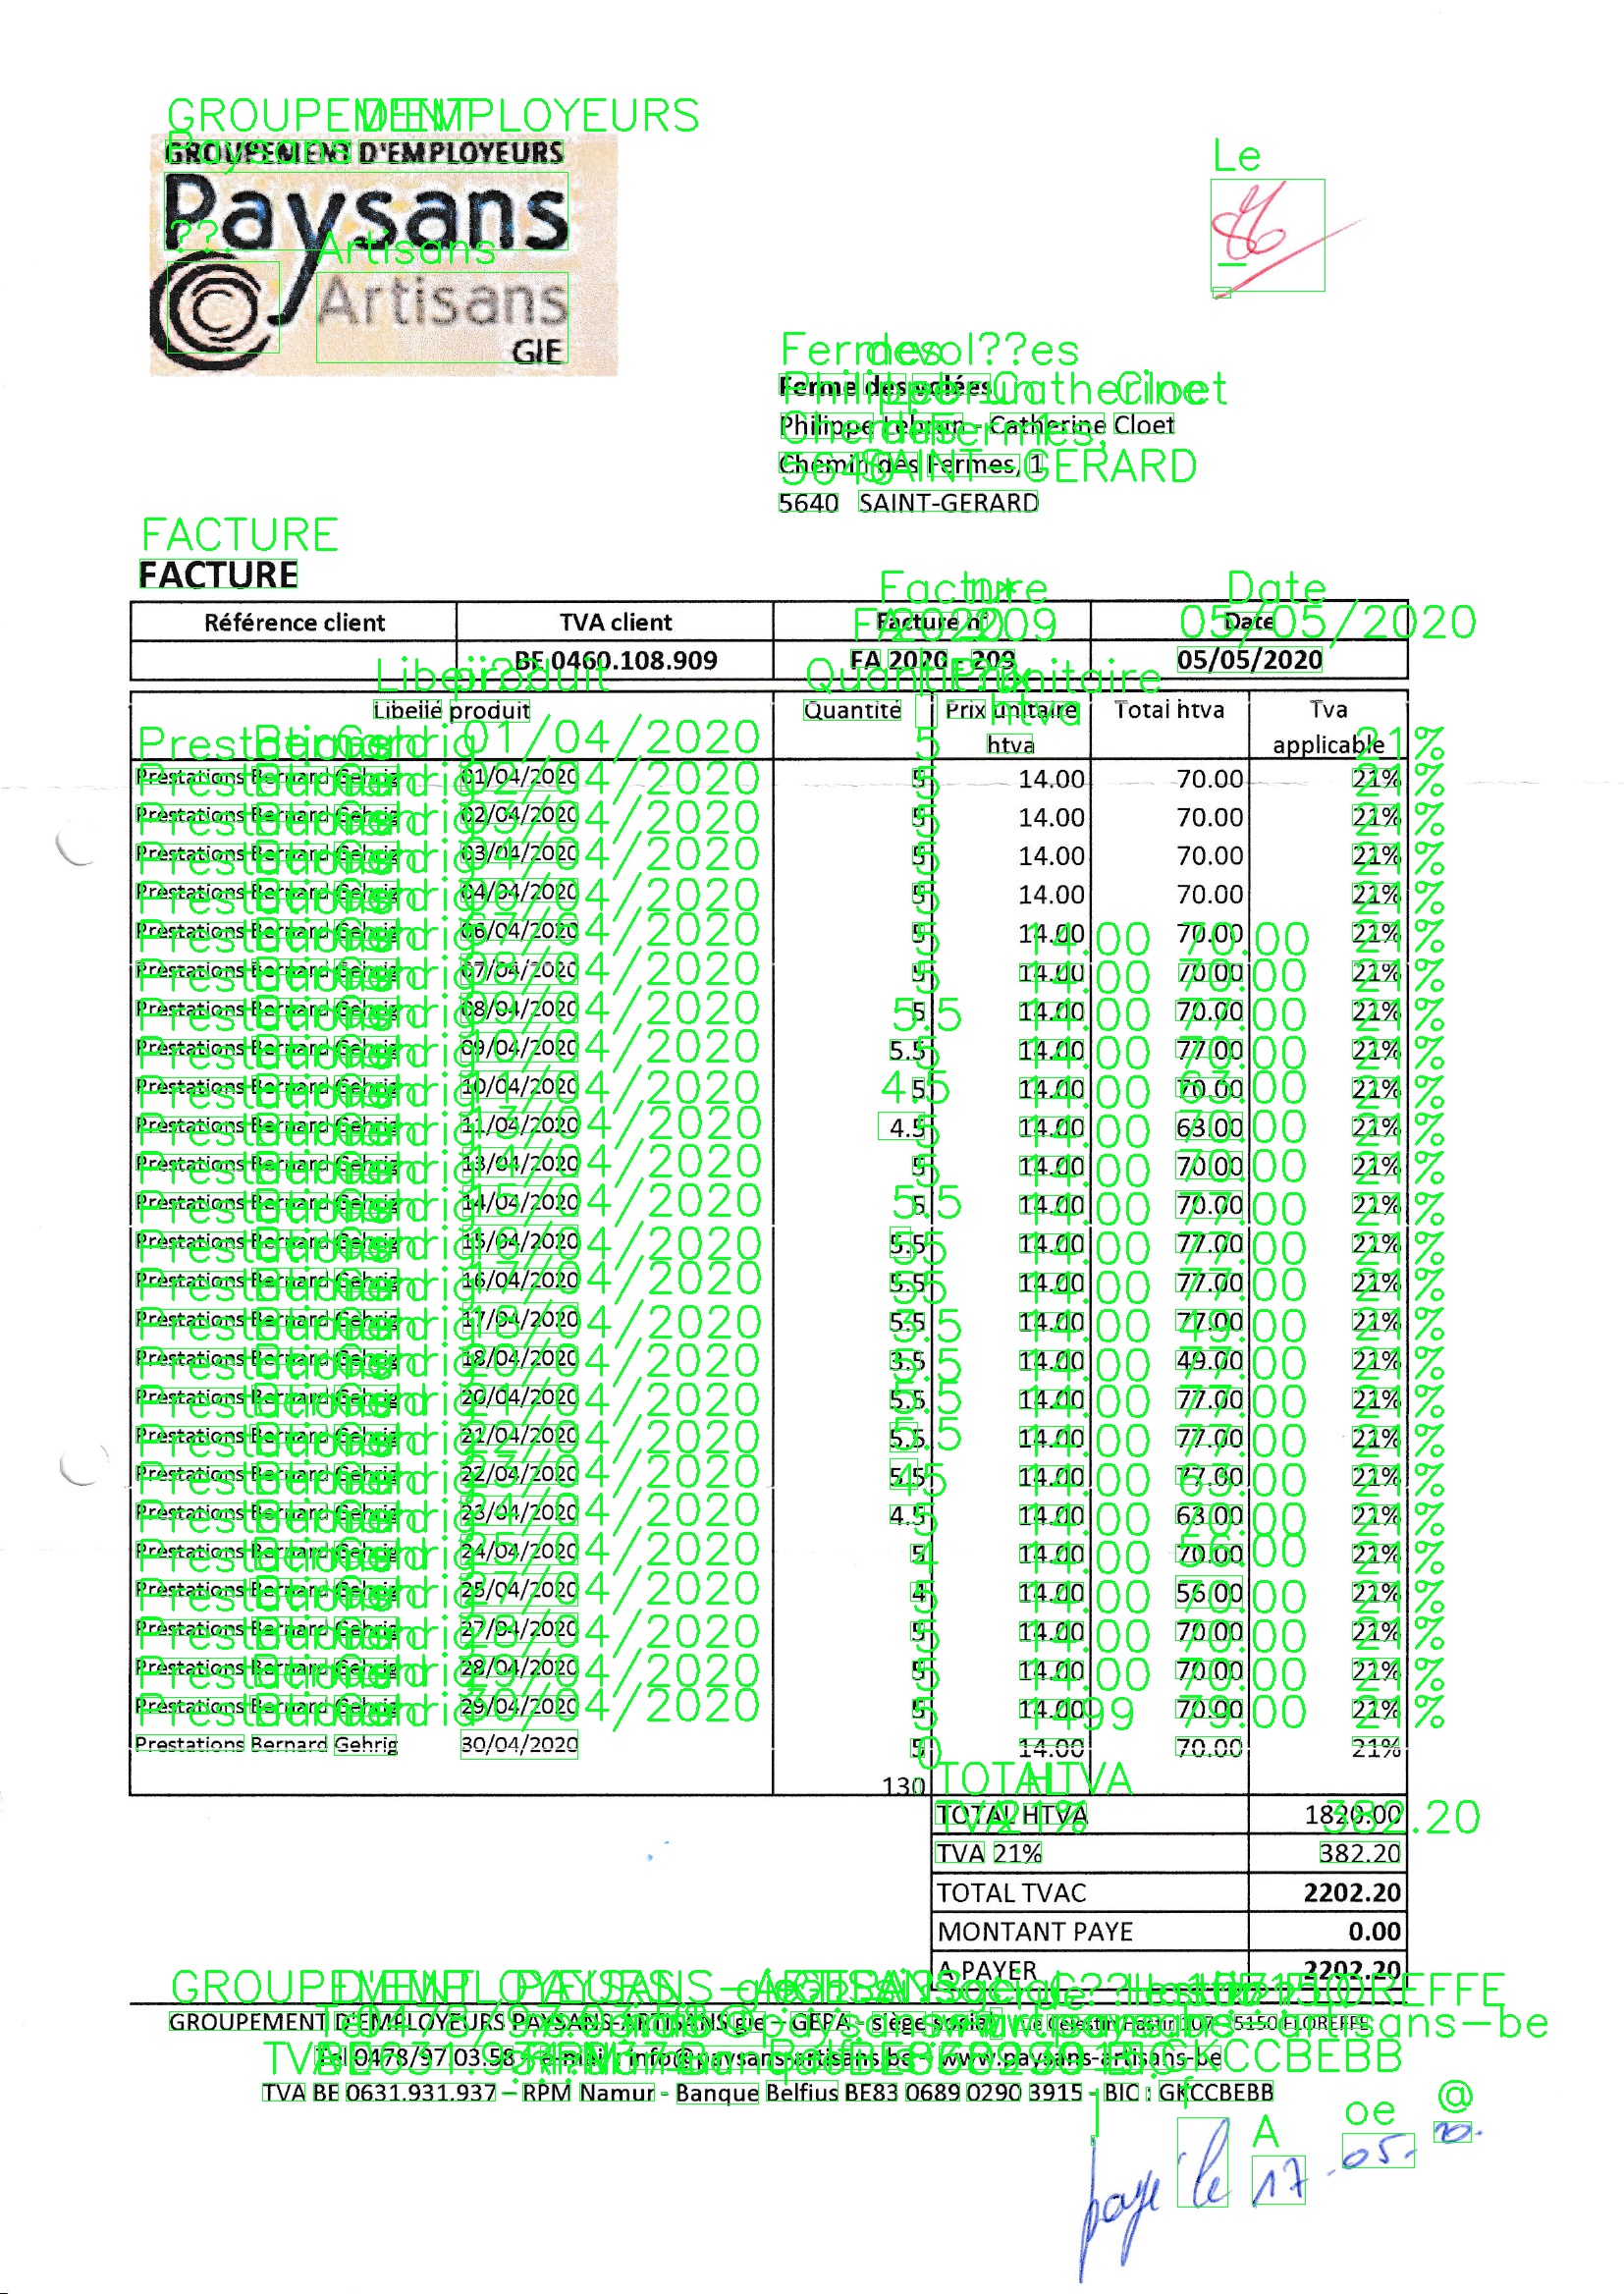 GROUPEMENT D'EMPLOYEURS
Paysans
Artisans
GIE
Ferme des volées
Philippe Lebrun - Catherine Cloet
Chemin des Fermes, 1
5640 SAINT-GERARD
FACTURE
Référence client TVA client Facture n° Date
BE 0460.108.909 FA 2020 - 209 05/05/2020
Libellé produit Quantité Prix unitaire htva Total htva Tva applicable
Prestations Bernard Gehrig 01/04/2020 5 14.00 70.00 21%
Prestations Bernard Gehrig 02/04/2020 5 14.00 70.00 21%
Prestations Bernard Gehrig 03/04/2020 5 14.00 70.00 21%
Prestations Bernard Gehrig 04/04/2020 5 14.00 70.00 21%
Prestations Bernard Gehrig 06/04/2020 5 14.00 70.00 21%
Prestations Bernard Gehrig 07/04/2020 5 14.00 70.00 21%
Prestations Bernard Gehrig 08/04/2020 5 14.00 70.00 21%
Prestations Bernard Gehrig 09/04/2020 5.5 14.00 77.00 21%
Prestations Bernard Gehrig 10/04/2020 5 14.00 70.00 21%
Prestations Bernard Gehrig 11/04/2020 4.5 14.00 63.00 21%
Prestations Bernard Gehrig 13/04/2020 5 14.00 70.00 21%
Prestations Bernard Gehrig 14/04/2020 5 14.00 70.00 21%
Prestations Bernard Gehrig 15/04/2020 5.5 14.00 77.00 21%
Prestations Bernard Gehrig 16/04/2020 5.5 14.00 77.00 21%
Prestations Bernard Gehrig 17/04/2020 5.5 14.00 77.00 21%
Prestations Bernard Gehrig 18/04/2020 3.5 14.00 49.00 21%
Prestations Bernard Gehrig 20/04/2020 5.5 14.00 77.00 21%
Prestations Bernard Gehrig 21/04/2020 5.5 14.00 77.00 21%
Prestations Bernard Gehrig 22/04/2020 5.5 14.00 77.00 21%
Prestations Bernard Gehrig 23/04/2020 4.5 14.00 63.00 21%
Prestations Bernard Gehrig 24/04/2020 5 14.00 70.00 21%
Prestations Bernard Gehrig 25/04/2020 4 14.00 56.00 21%
Prestations Bernard Gehrig 27/04/2020 5 14.00 70.00 21%
Prestations Bernard Gehrig 28/04/2020 5 14.00 70.00 21%
Prestations Bernard Gehrig 29/04/2020 5 14.00 70.00 21%
Prestations Bernard Gehrig 30/04/2020 5 14.00 70.00 21%
130
TOTAL HTVA 1820.00
TVA 21% 382.20
TOTAL TVAC 2202.20
MONTANT PAYE 0.00
A PAYER 2202.20
GROUPEMENT D'EMPLOYEURS PAYSANS-ARTISANS gie – GEPA - siège social : rue Célestin Hastir 107 - 5150 FLOREFFE
Tel 0478/97.03.58 – e-mail : info@paysans-artisans.be - www.paysans-artisans-be
TVA BE 0631.931.937 – RPM Namur - Banque Belfius BE83 0689 0290 3915 - BIC : GKCCBEBB
payé le 17-05-20.